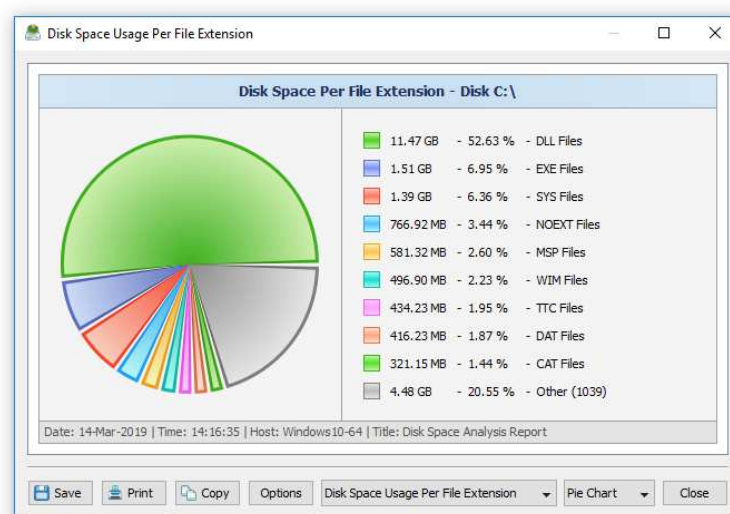 Disk Space Usage Per File Extension
Disk Space Per File Extension - Disk C:\
11.47 GB - 52.63 % - DLL Files
1.51 GB - 6.95 % - EXE Files
1.39 GB - 6.36 % - SYS Files
766.92 MB - 3.44 % - NOEXT Files
581.32 MB - 2.60 % - MSP Files
496.90 MB - 2.23 % - WIM Files
434.23 MB - 1.95 % - TTC Files
416.23 MB - 1.87 % - DAT Files
321.15 MB - 1.44 % - CAT Files
4.48 GB - 20.55 % - Other (1039)
Date: 14-Mar-2019 | Time: 14:16:35 | Host: Windows10-64 | Title: Disk Space Analysis Report
Save Print Copy Options Disk Space Usage Per File Extension Pie Chart Close